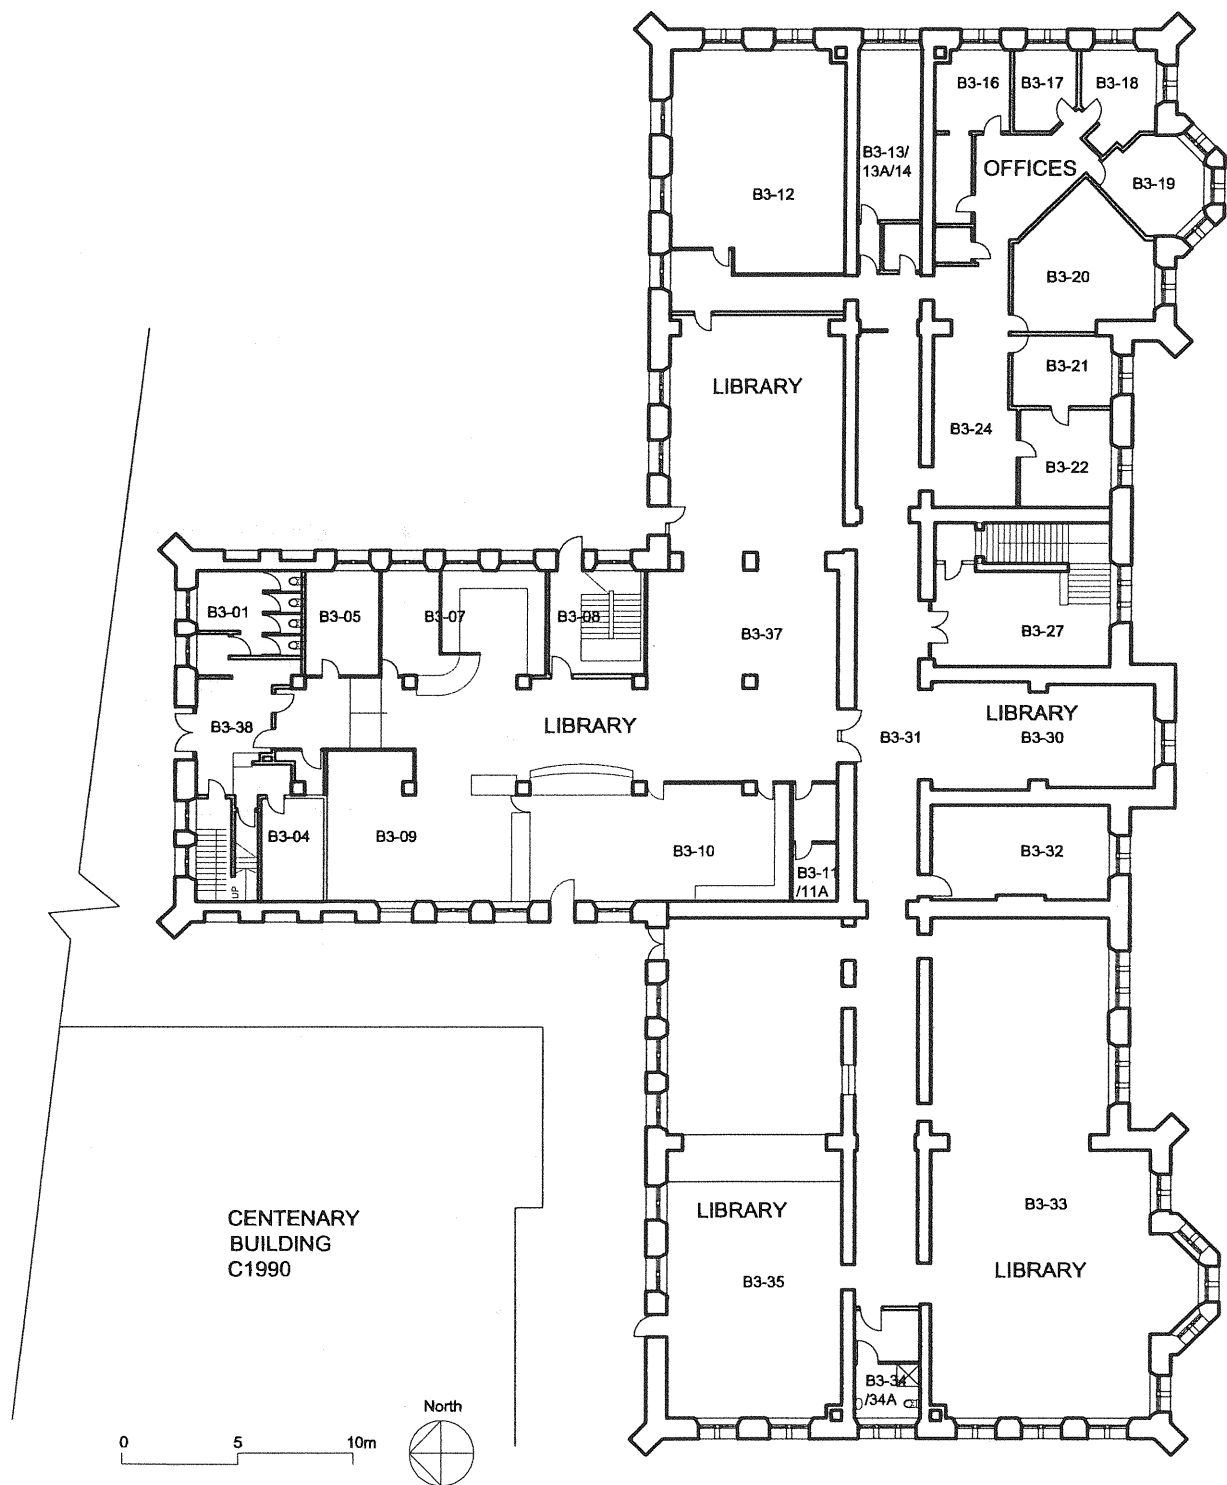 B3-16
B3-17
B3-18
B3-13/
13A/14
OFFICES
B3-12
B3-19
B3-20
B3-21
LIBRARY
B3-24
B3-22
B3-01
B3-05
B3-07
B3-08
B3-37
B3-27
B3-38
LIBRARY
B3-31
LIBRARY
B3-30
B3-04
B3-09
B3-10
B3-11
/11A
B3-32
UP
LIBRARY
B3-33
CENTENARY
BUILDING
C1990
LIBRARY
B3-35
B3-34
/34A
North
0 5 10m